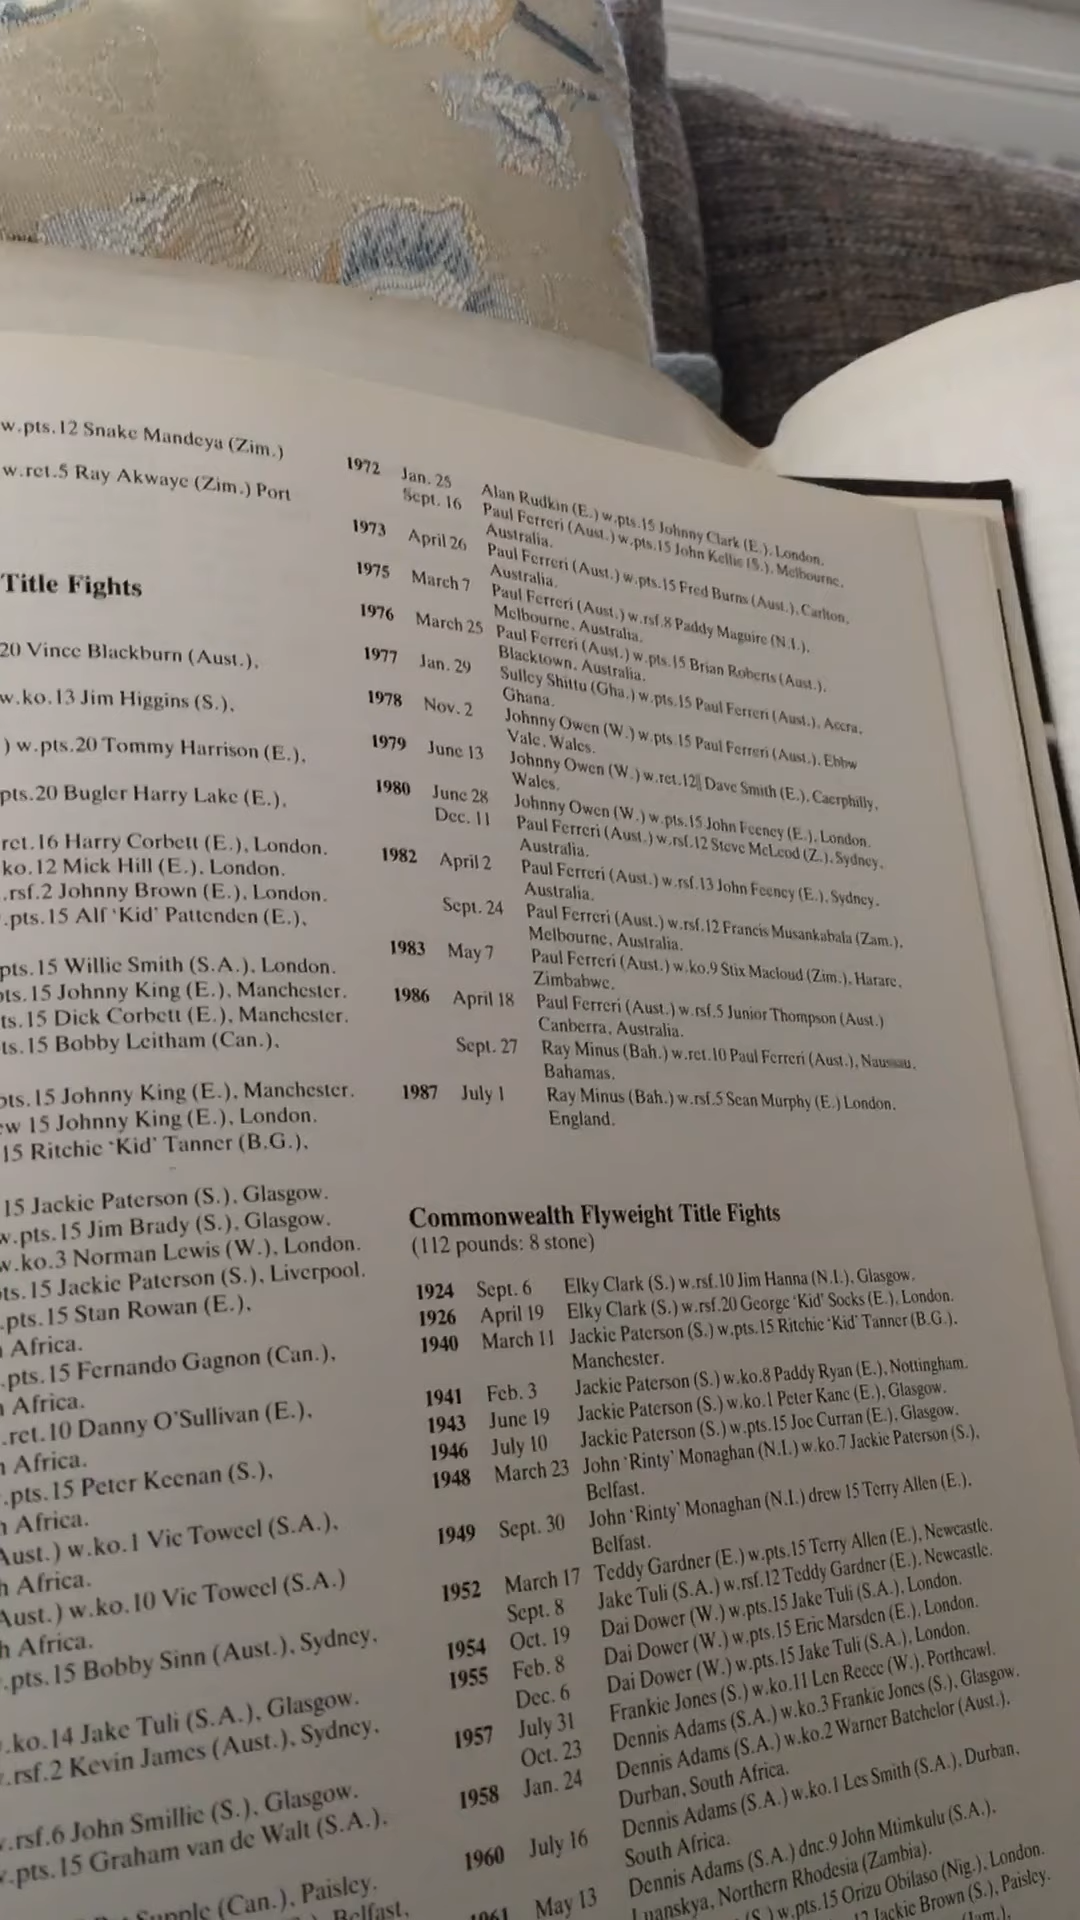 w.pts.12 Snake Mandeya (Zim.)
w.ret.5 Ray Akwaye (Zim.) Port
Title Fights
20 Vince Blackburn (Aust.),
w.ko.13 Jim Higgins (S.),
) w.pts.20 Tommy Harrison (E.),
pts.20 Bugler Harry Lake (E.),
ret.16 Harry Corbett (E.), London.
ko.12 Mick Hill (E.), London.
.rsf.2 Johnny Brown (E.), London.
.pts.15 Alf 'Kid' Pattenden (E.),
pts.15 Willie Smith (S.A.), London.
ts.15 Johnny King (E.), Manchester.
ts.15 Dick Corbett (E.), Manchester.
ts.15 Bobby Leitham (Can.),
ts.15 Johnny King (E.), Manchester.
ew 15 Johnny King (E.), London.
15 Ritchie 'Kid' Tanner (B.G.),
15 Jackie Paterson (S.), Glasgow.
w.pts.15 Jim Brady (S.), Glasgow.
w.ko.3 Norman Lewis (W.), London.
ts.15 Jackie Paterson (S.), Liverpool.
.pts.15 Stan Rowan (E.),
Africa.
.pts.15 Fernando Gagnon (Can.),
Africa.
.ret.10 Danny O'Sullivan (E.),
Africa.
.pts.15 Peter Keenan (S.),
Africa.
Aust.) w.ko.1 Vic Toweel (S.A.),
h Africa.
Aust.) w.ko.10 Vic Toweel (S.A.)
h Africa.
.pts.15 Bobby Sinn (Aust.), Sydney.
.ko.14 Jake Tuli (S.A.), Glasgow.
.rsf.2 Kevin James (Aust.), Sydney.
.rsf.6 John Smillie (S.), Glasgow.
.pts.15 Graham van de Walt (S.A.),
Supple (Can.), Paisley.
Belfast.
1972 Jan. 25 Alan Rudkin (E.) w.pts.15 Johnny Clark (E.), London.
Sept. 16 Paul Ferreri (Aust.) w.pts.15 John Kellie (S.), Melbourne,
Australia.
1973 April 26 Paul Ferreri (Aust.) w.pts.15 Fred Burns (Aust.), Carlton,
Australia.
1975 March 7 Paul Ferreri (Aust.) w.rsf.8 Paddy Maguire (N.I.),
Melbourne, Australia.
1976 March 25 Paul Ferreri (Aust.) w.pts.15 Brian Roberts (Aust.),
Blacktown, Australia.
1977 Jan. 29 Sulley Shittu (Gha.) w.pts.15 Paul Ferreri (Aust.), Accra,
Ghana.
1978 Nov. 2 Johnny Owen (W.) w.pts.15 Paul Ferreri (Aust.), Ebbw
Vale, Wales.
1979 June 13 Johnny Owen (W.) w.ret.12 Dave Smith (E.), Caerphilly,
Wales.
1980 June 28 Johnny Owen (W.) w.pts.15 John Feeney (E.), London.
Dec. 11 Paul Ferreri (Aust.) w.rsf.12 Steve McLeod (Z.), Sydney,
Australia.
1982 April 2 Paul Ferreri (Aust.) w.rsf.13 John Feeney (E.), Sydney,
Australia.
Sept. 24 Paul Ferreri (Aust.) w.rsf.12 Francis Musankabala (Zam.),
Melbourne, Australia.
1983 May 7 Paul Ferreri (Aust.) w.ko.9 Stix Macloud (Zim.), Harare,
Zimbabwe.
1986 April 18 Paul Ferreri (Aust.) w.rsf.5 Junior Thompson (Aust.)
Canberra, Australia.
Sept. 27 Ray Minus (Bah.) w.ret.10 Paul Ferreri (Aust.), Nassau,
Bahamas.
1987 July 1 Ray Minus (Bah.) w.rsf.5 Sean Murphy (E.) London,
England.
Commonwealth Flyweight Title Fights
(112 pounds: 8 stone)
1924 Sept. 6 Elky Clark (S.) w.rsf.10 Jim Hanna (N.I.), Glasgow.
1926 April 19 Elky Clark (S.) w.rsf.20 George 'Kid' Socks (E.), London.
1940 March 11 Jackie Paterson (S.) w.pts.15 Ritchie 'Kid' Tanner (B.G.),
Manchester.
1941 Feb. 3 Jackie Paterson (S.) w.ko.8 Paddy Ryan (E.), Nottingham.
1943 June 19 Jackie Paterson (S.) w.ko.1 Peter Kane (E.), Glasgow.
1946 July 10 Jackie Paterson (S.) w.pts.15 Joe Curran (E.), Glasgow.
1948 March 23 John 'Rinty' Monaghan (N.I.) w.ko.7 Jackie Paterson (S.),
Belfast.
1949 Sept. 30 John 'Rinty' Monaghan (N.I.) drew 15 Terry Allen (E.),
Belfast.
1952 March 17 Teddy Gardner (E.) w.pts.15 Terry Allen (E.), Newcastle.
Sept. 8 Jake Tuli (S.A.) w.rsf.12 Teddy Gardner (E.), Newcastle.
1954 Oct. 19 Dai Dower (W.) w.pts.15 Jake Tuli (S.A.), London.
1955 Feb. 8 Dai Dower (W.) w.pts.15 Eric Marsden (E.), London.
Dec. 6 Dai Dower (W.) w.pts.15 Jake Tuli (S.A.), London.
1957 July 31 Frankie Jones (S.) w.ko.11 Len Reece (W.), Porthcawl.
Oct. 23 Dennis Adams (S.A.) w.ko.3 Frankie Jones (S.), Glasgow.
1958 Jan. 24 Dennis Adams (S.A.) w.ko.2 Warner Batchelor (Aust.),
Durban, South Africa.
1960 July 16 Dennis Adams (S.A.) w.ko.1 Les Smith (S.A.), Durban,
South Africa.
1961 May 13 Dennis Adams (S.A.) dnc.9 John Mtimkulu (S.A.),
Luanskya, Northern Rhodesia (Zambia).
(S.) w.pts.15 Orizu Obilaso (Nig.), London.
12 Jackie Brown (S.), Paisley.
(Jam.),